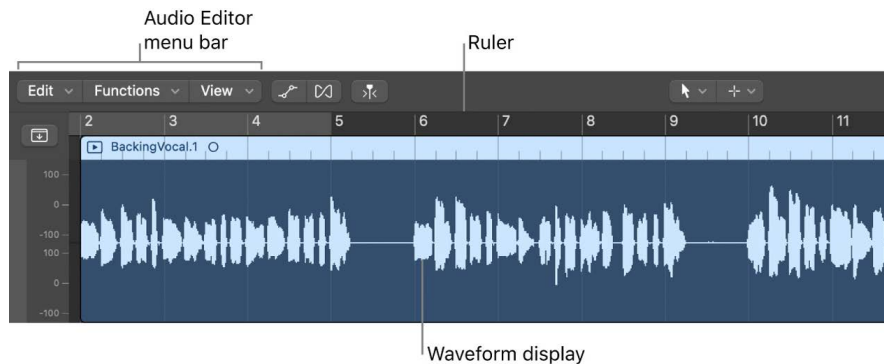 Audio Editor
menu bar
Ruler
Edit Functions View
2 3 4 5 6 7 8 9 10 11
BackingVocal.1
100
0
-100
100
0
-100
Waveform display